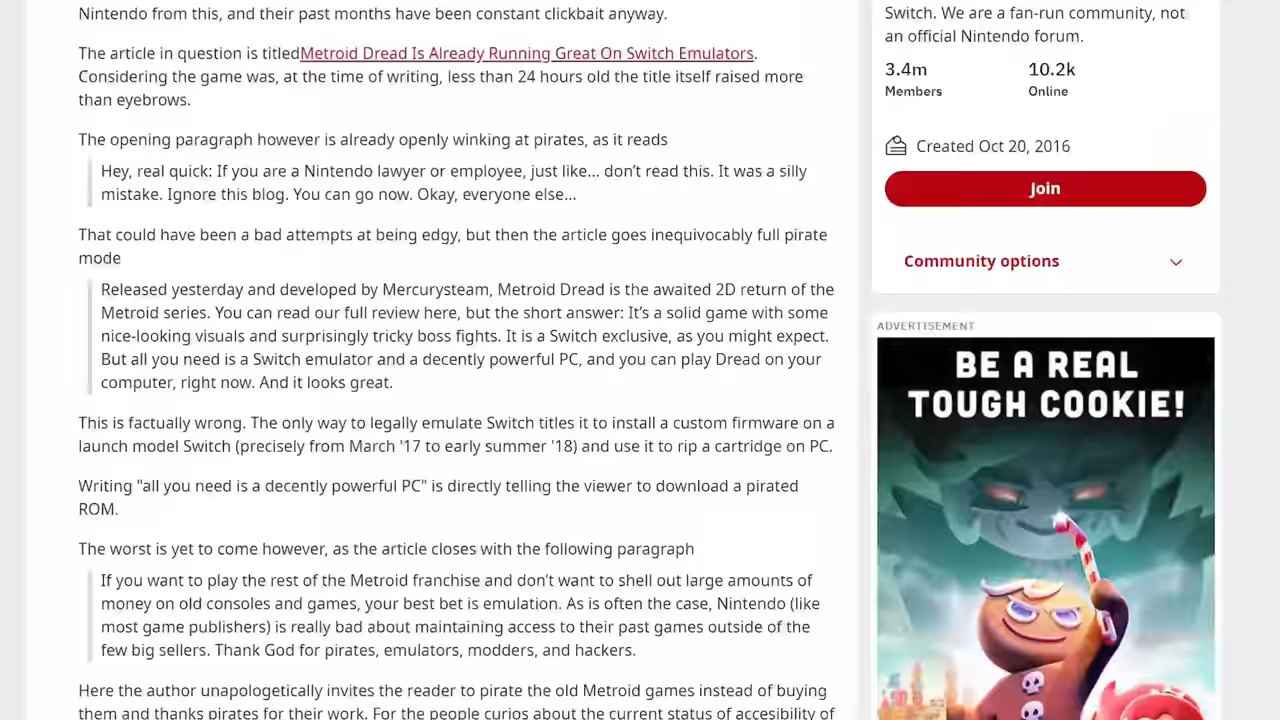 Nintendo from this, and their past months have been constant clickbait anyway.
The article in question is titledMetroid Dread Is Already Running Great On Switch Emulators.
Considering the game was, at the time of writing, less than 24 hours old the title itself raised more
than eyebrows.
The opening paragraph however is already openly winking at pirates, as it reads
Hey, real quick: If you are a Nintendo lawyer or employee, just like... don't read this. It was a silly
mistake. Ignore this blog. You can go now. Okay, everyone else...
That could have been a bad attempts at being edgy, but then the article goes inequivocably full pirate
mode
Released yesterday and developed by Mercurysteam, Metroid Dread is the awaited 2D return of the
Metroid series. You can read our full review here, but the short answer: It's a solid game with some
nice-looking visuals and surprisingly tricky boss fights. It is a Switch exclusive, as you might expect.
But all you need is a Switch emulator and a decently powerful PC, and you can play Dread on your
computer, right now. And it looks great.
This is factually wrong. The only way to legally emulate Switch titles it to install a custom firmware on a
launch model Switch (precisely from March '17 to early summer '18) and use it to rip a cartridge on PC.
Writing "all you need is a decently powerful PC" is directly telling the viewer to download a pirated
ROM.
The worst is yet to come however, as the article closes with the following paragraph
If you want to play the rest of the Metroid franchise and don't want to shell out large amounts of
money on old consoles and games, your best bet is emulation. As is often the case, Nintendo (like
most game publishers) is really bad about maintaining access to their past games outside of the
few big sellers. Thank God for pirates, emulators, modders, and hackers.
Here the author unapologetically invites the reader to pirate the old Metroid games instead of buying
them and thanks pirates for their work. For the people curios about the current status of accesibility of
Switch. We are a fan-run community, not
an official Nintendo forum.
3.4m 10.2k
Members Online
Created Oct 20, 2016
Join
Community options
ADVERTISEMENT
BE A REAL
TOUGH COOKIE!